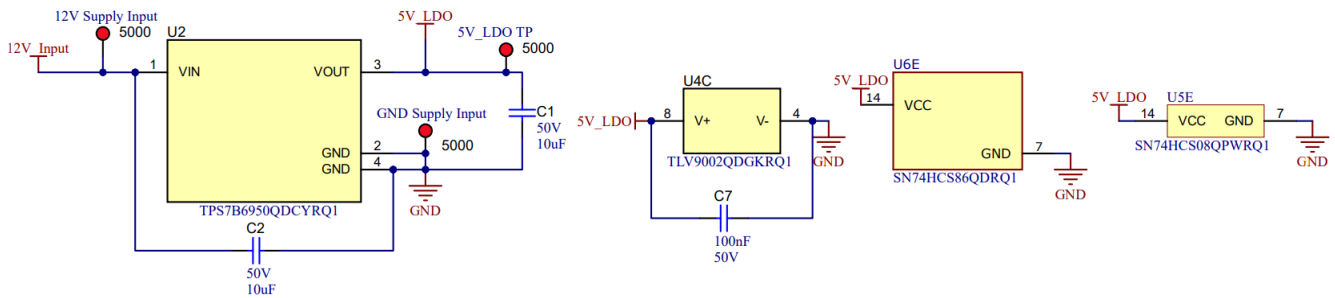 12V Supply Input
5000
12V_Input
U2
1
VIN
VOUT
3
GND
2
GND
4
TPS7B6950QDCYRQ1
C2
50V
10uF
5V_LDO
5V_LDO TP
5000
GND Supply Input
5000
GND
C1
50V
10uF
U4C
5V_LDO
8
V+
V-
4
GND
TLV9002QDGKRQ1
C7
100nF
50V
U6E
5V_LDO
14
VCC
GND
7
GND
SN74HCS86QDRQ1
U5E
5V_LDO
14
VCC
GND
7
GND
SN74HCS08QPWRQ1